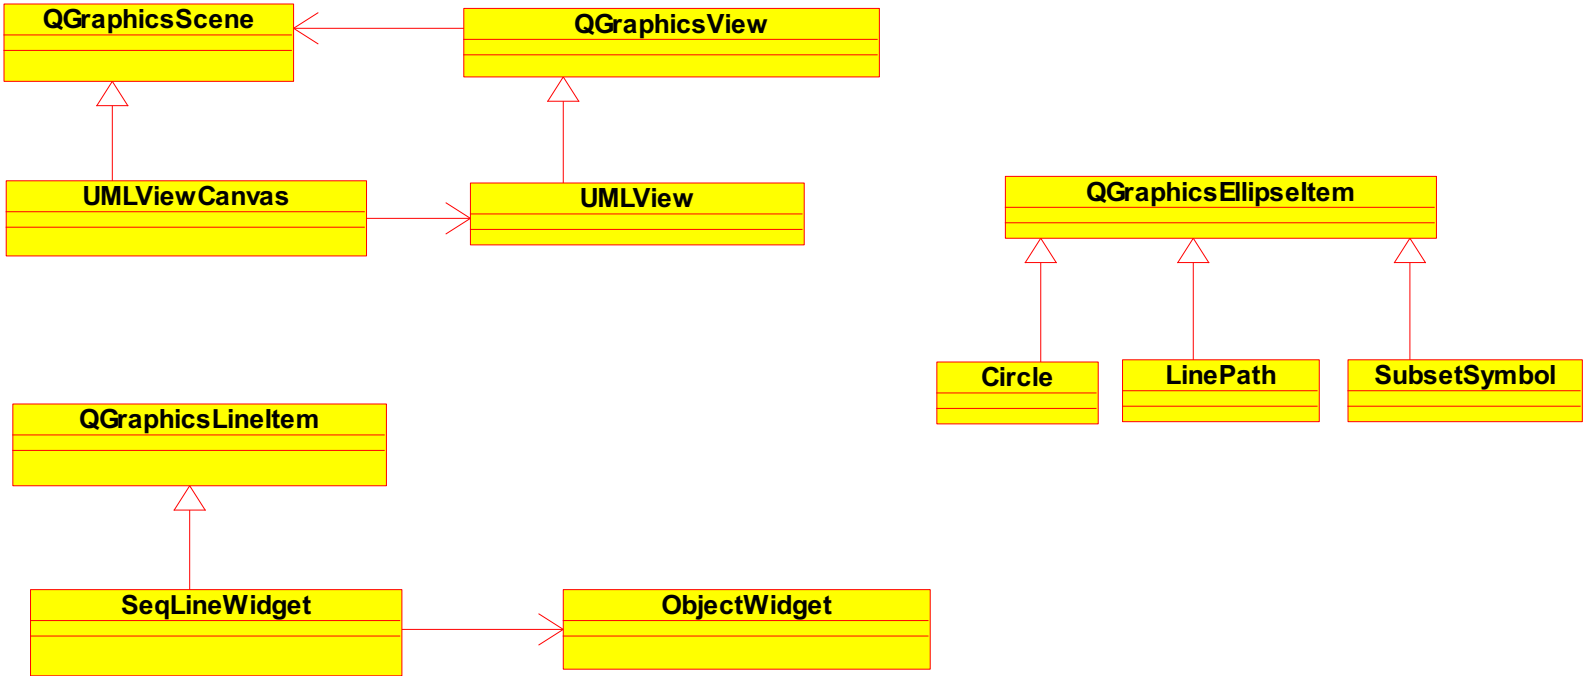 QGraphicsScene
QGraphicsView
UMLViewCanvas
UMLView
QGraphicsEllipseItem
Circle
LinePath
SubsetSymbol
QGraphicsLineItem
SeqLineWidget
ObjectWidget